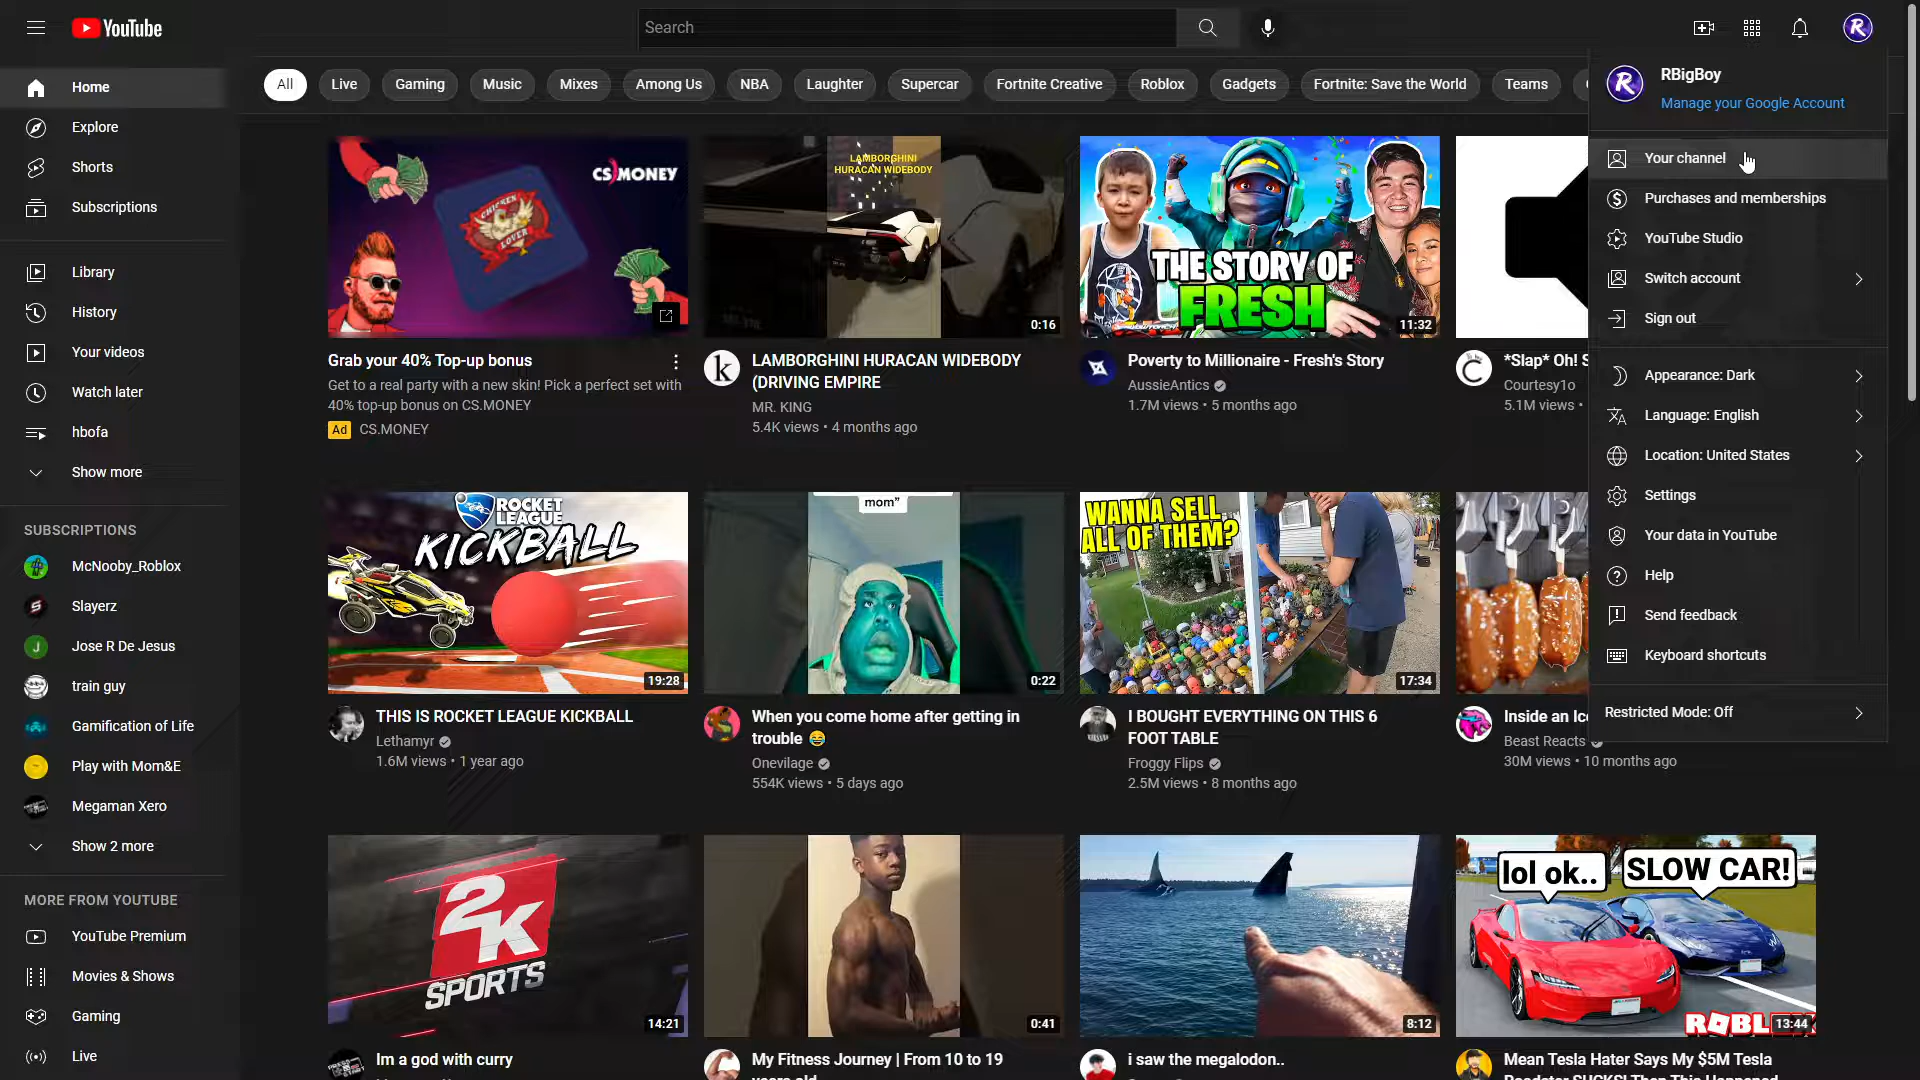 YouTube
Search
R
Home
Explore
Shorts
Subscriptions
Library
History
Your videos
Watch later
hbofa
Show more
SUBSCRIPTIONS
McNooby_Roblox
Slayerz
J
Jose R De Jesus
train guy
Gamification of Life
Play with Mom&E
Megaman Xero
Show 2 more
MORE FROM YOUTUBE
YouTube Premium
Movies & Shows
Gaming
Live
All
Live
Gaming
Music
Mixes
Among Us
NBA
Laughter
Supercar
Fortnite Creative
Roblox
Gadgets
Fortnite: Save the World
Teams
CS MONEY
CHICKEN
LOVER
Grab your 40% Top-up bonus
Get to a real party with a new skin! Pick a perfect set with
40% top-up bonus on CS.MONEY
Ad CS.MONEY
LAMBORGHINI
HURACAN WIDEBODY
0:16
k
LAMBORGHINI HURACAN WIDEBODY
(DRIVING EMPIRE
MR. KING
5.4K views • 4 months ago
THE STORY OF
FRESH
11:32
Poverty to Millionaire - Fresh's Story
AussieAntics
1.7M views • 5 months ago
C
*Slap* Oh! S
Courtesy1o
5.1M views •
ROCKET
LEAGUE
KICKBALL
19:28
THIS IS ROCKET LEAGUE KICKBALL
Lethamyr
1.6M views • 1 year ago
mom”
0:22
When you come home after getting in
trouble 😂
Onevilage
554K views • 5 days ago
WANNA SELL
ALL OF THEM?
17:34
I BOUGHT EVERYTHING ON THIS 6
FOOT TABLE
Froggy Flips
2.5M views • 8 months ago
Inside an Ic
Beast Reacts
30M views • 10 months ago
2K
SPORTS
14:21
Im a god with curry
0:41
My Fitness Journey | From 10 to 19
years old
8:12
i saw the megalodon..
lol ok..
SLOW CAR!
ROBL
13:44
Mean Tesla Hater Says My $5M Tesla
Roadster SUCKS! Then This Happened
R
RBigBoy
Manage your Google Account
Your channel
Purchases and memberships
YouTube Studio
Switch account
Sign out
Appearance: Dark
Language: English
Location: United States
Settings
Your data in YouTube
Help
Send feedback
Keyboard shortcuts
Restricted Mode: Off